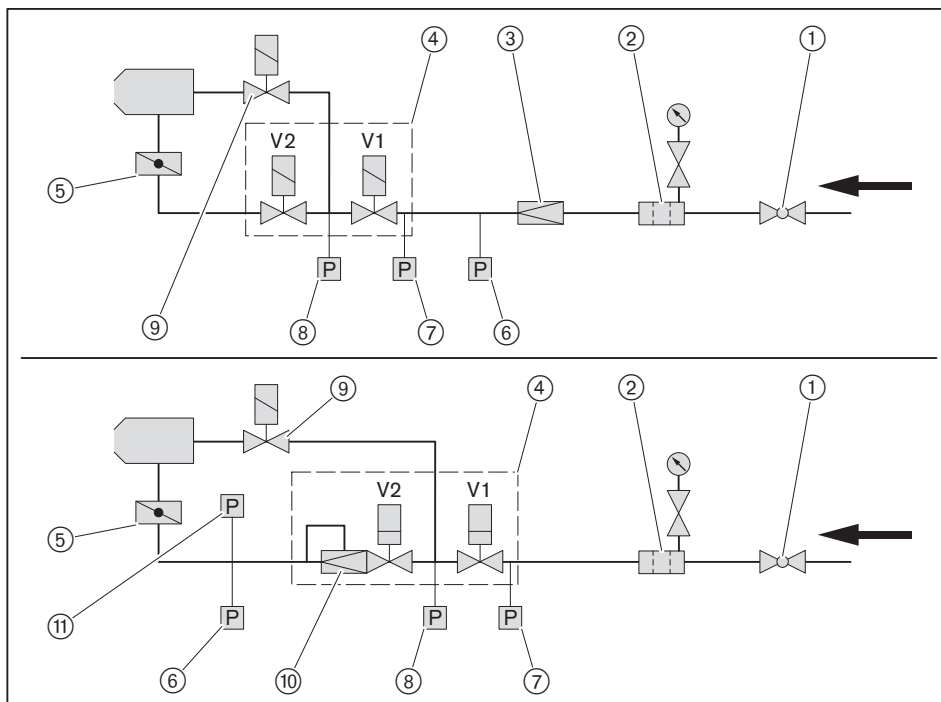 ④ ③ ② ①
V2 V1
⑤
P P P
⑨ ⑧ ⑦ ⑥
⑨ ④ ② ①
V2 V1
⑤ P
⑪ P P P
⑥ ⑩ ⑧ ⑦